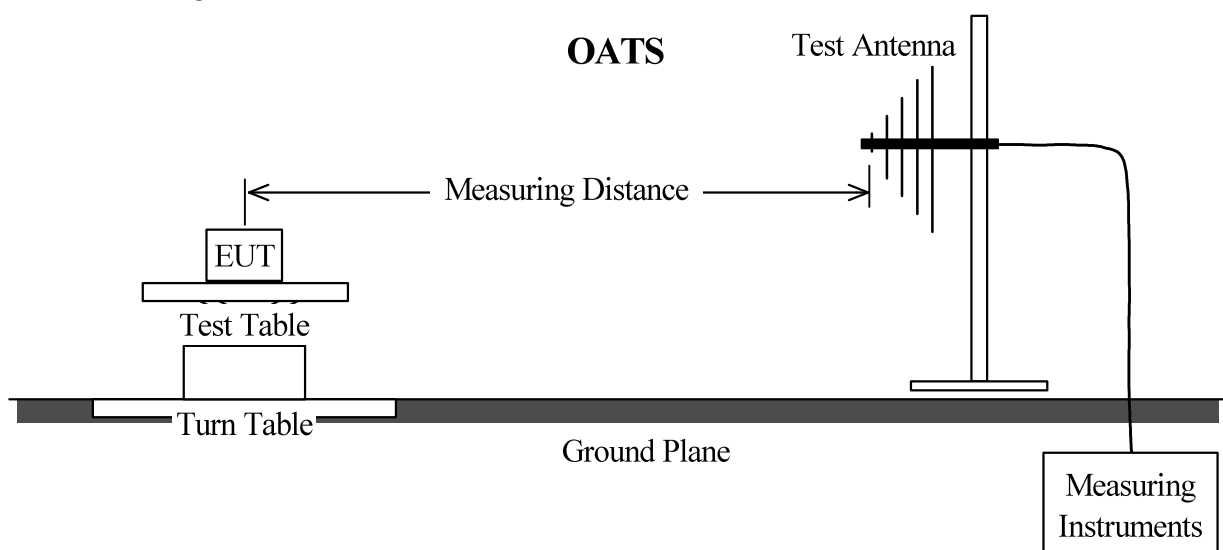 OATS
Test Antenna
Measuring Distance
EUT
Test Table
Turn Table
Ground Plane
Measuring
Instruments